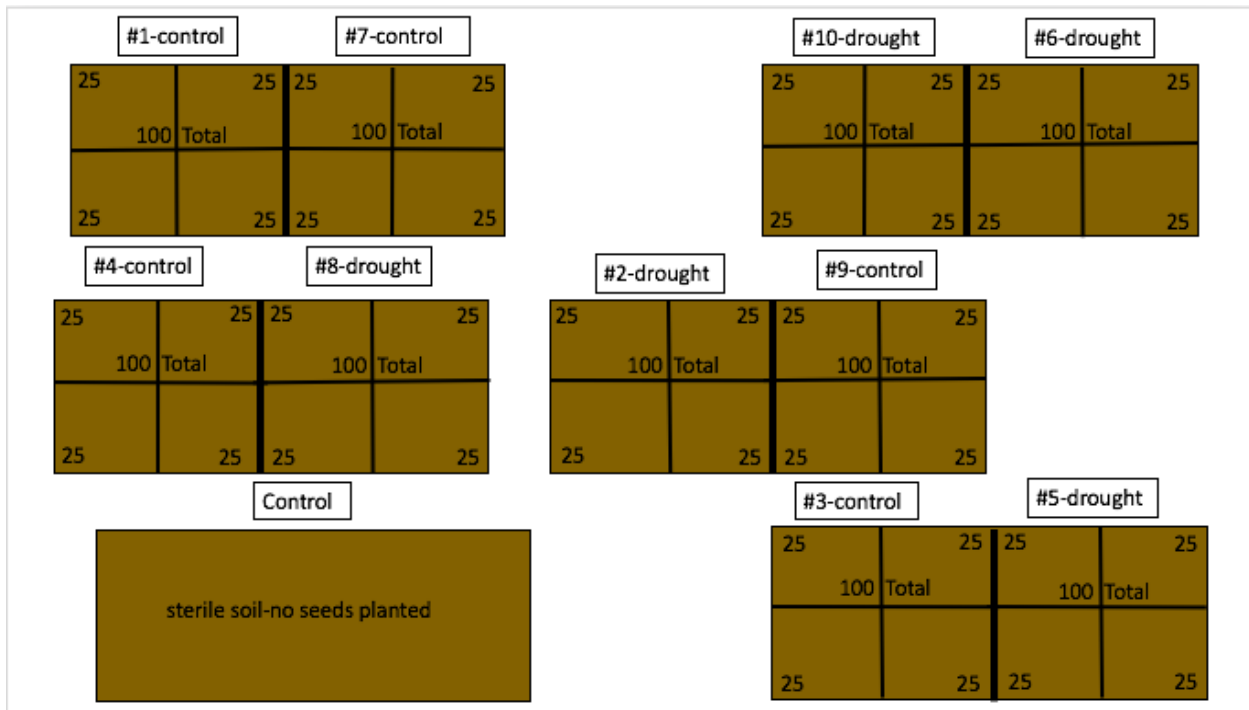 #1-control
#7-control
#10-drought
#6-drought
25 25 25 25
100 Total 100 Total
25 25 25 25
25 25 25 25
100 Total 100 Total
25 25 25 25
#4-control
#8-drought
#2-drought
#9-control
25 25 25 25
100 Total 100 Total
25 25 25 25
25 25 25 25
100 Total 100 Total
25 25 25 25
Control
sterile soil-no seeds planted
#3-control
#5-drought
25 25 25 25
100 Total 100 Total
25 25 25 25